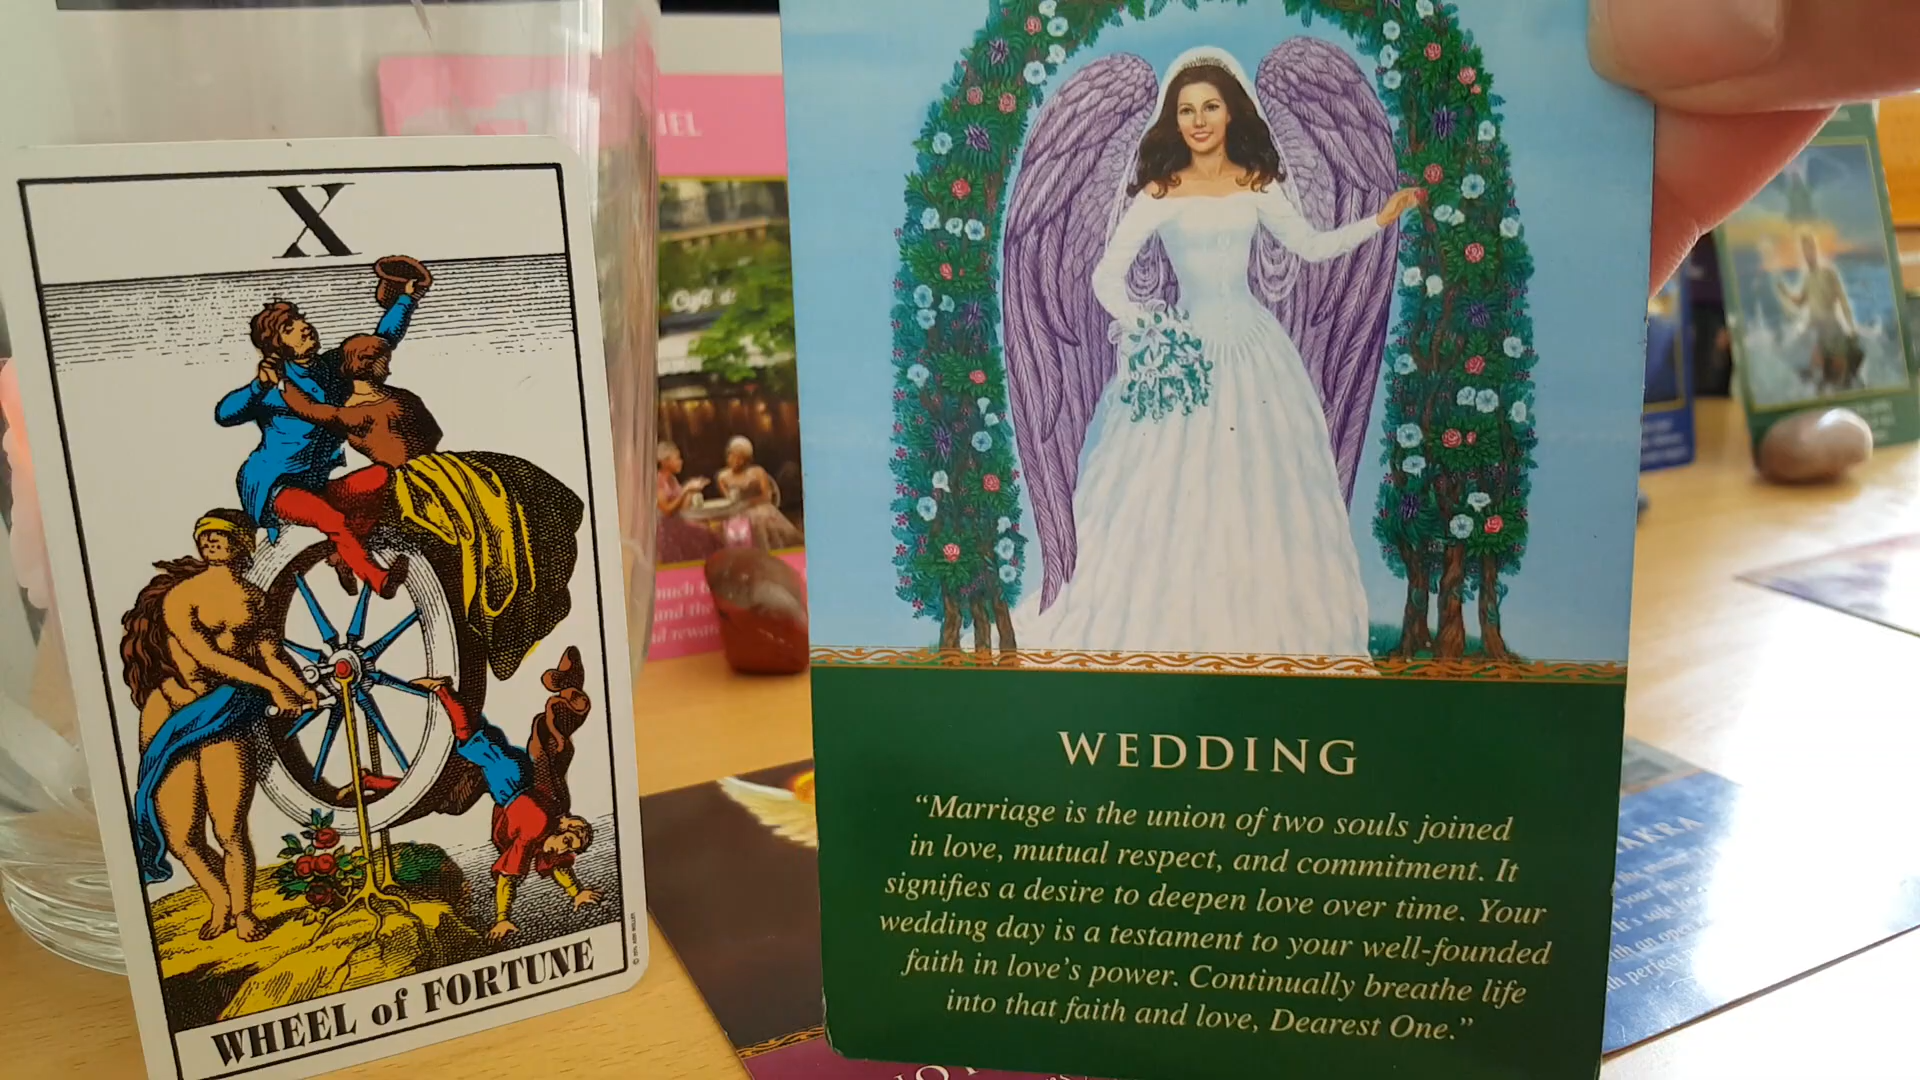 X
WHEEL of FORTUNE
WEDDING
“Marriage is the union of two souls joined
in love, mutual respect, and commitment. It
signifies a desire to deepen love over time. Your
wedding day is a testament to your well-founded
faith in love’s power. Continually breathe life
into that faith and love, Dearest One.”
and the